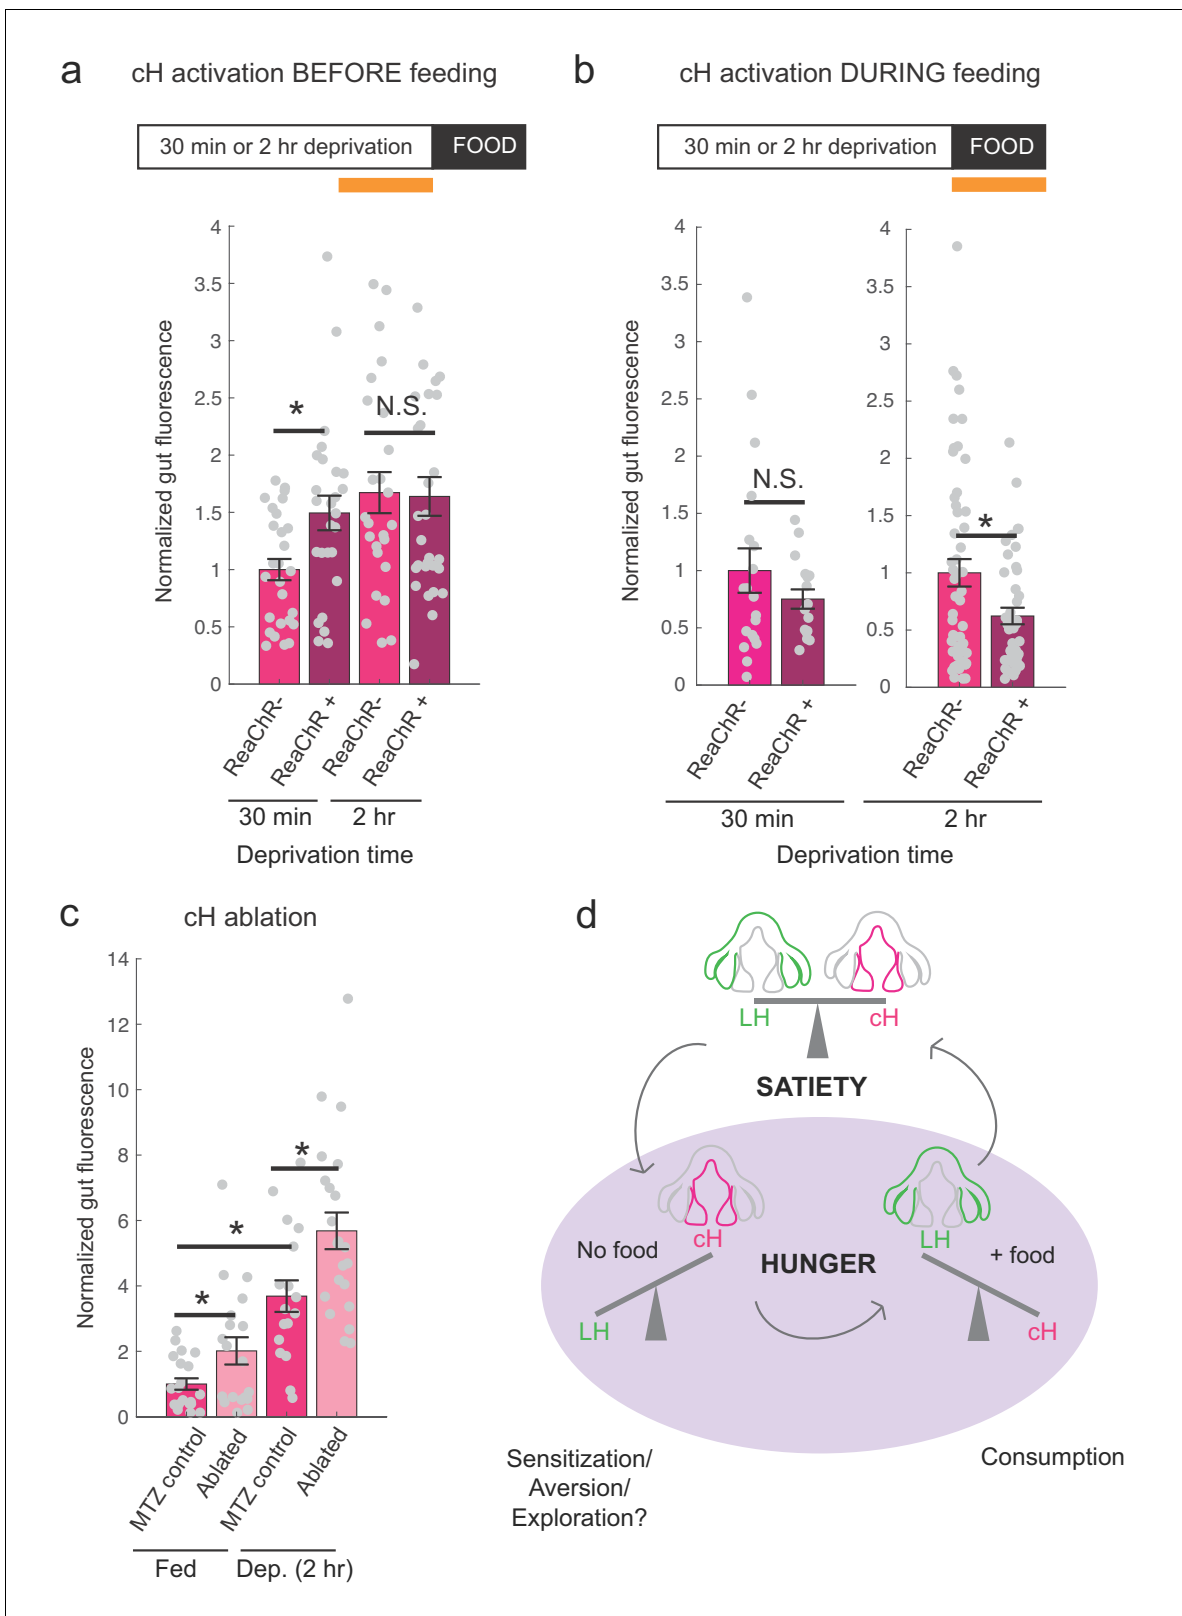 a
cH activation BEFORE feeding
30 min or 2 hr deprivation
FOOD
Normalized gut fluorescence
4
3.5
3
2.5
2
1.5
1
0.5
0
*
N.S.
ReaChR-
ReaChR +
ReaChR-
ReaChR +
30 min
2 hr
Deprivation time
b
cH activation DURING feeding
30 min or 2 hr deprivation
FOOD
Normalized gut fluorescence
4
3.5
3
2.5
2
1.5
1
0.5
0
N.S.
ReaChR-
ReaChR +
30 min
4
3.5
3
2.5
2
1.5
1
0.5
0
*
ReaChR-
ReaChR +
2 hr
Deprivation time
c
cH ablation
Normalized gut fluorescence
14
12
10
8
6
4
2
0
*
*
*
MTZ control
Ablated
MTZ control
Ablated
Fed
Dep. (2 hr)
d
LH
cH
SATIETY
cH
No food
LH
HUNGER
LH
+ food
cH
Sensitization/
Aversion/
Exploration?
Consumption